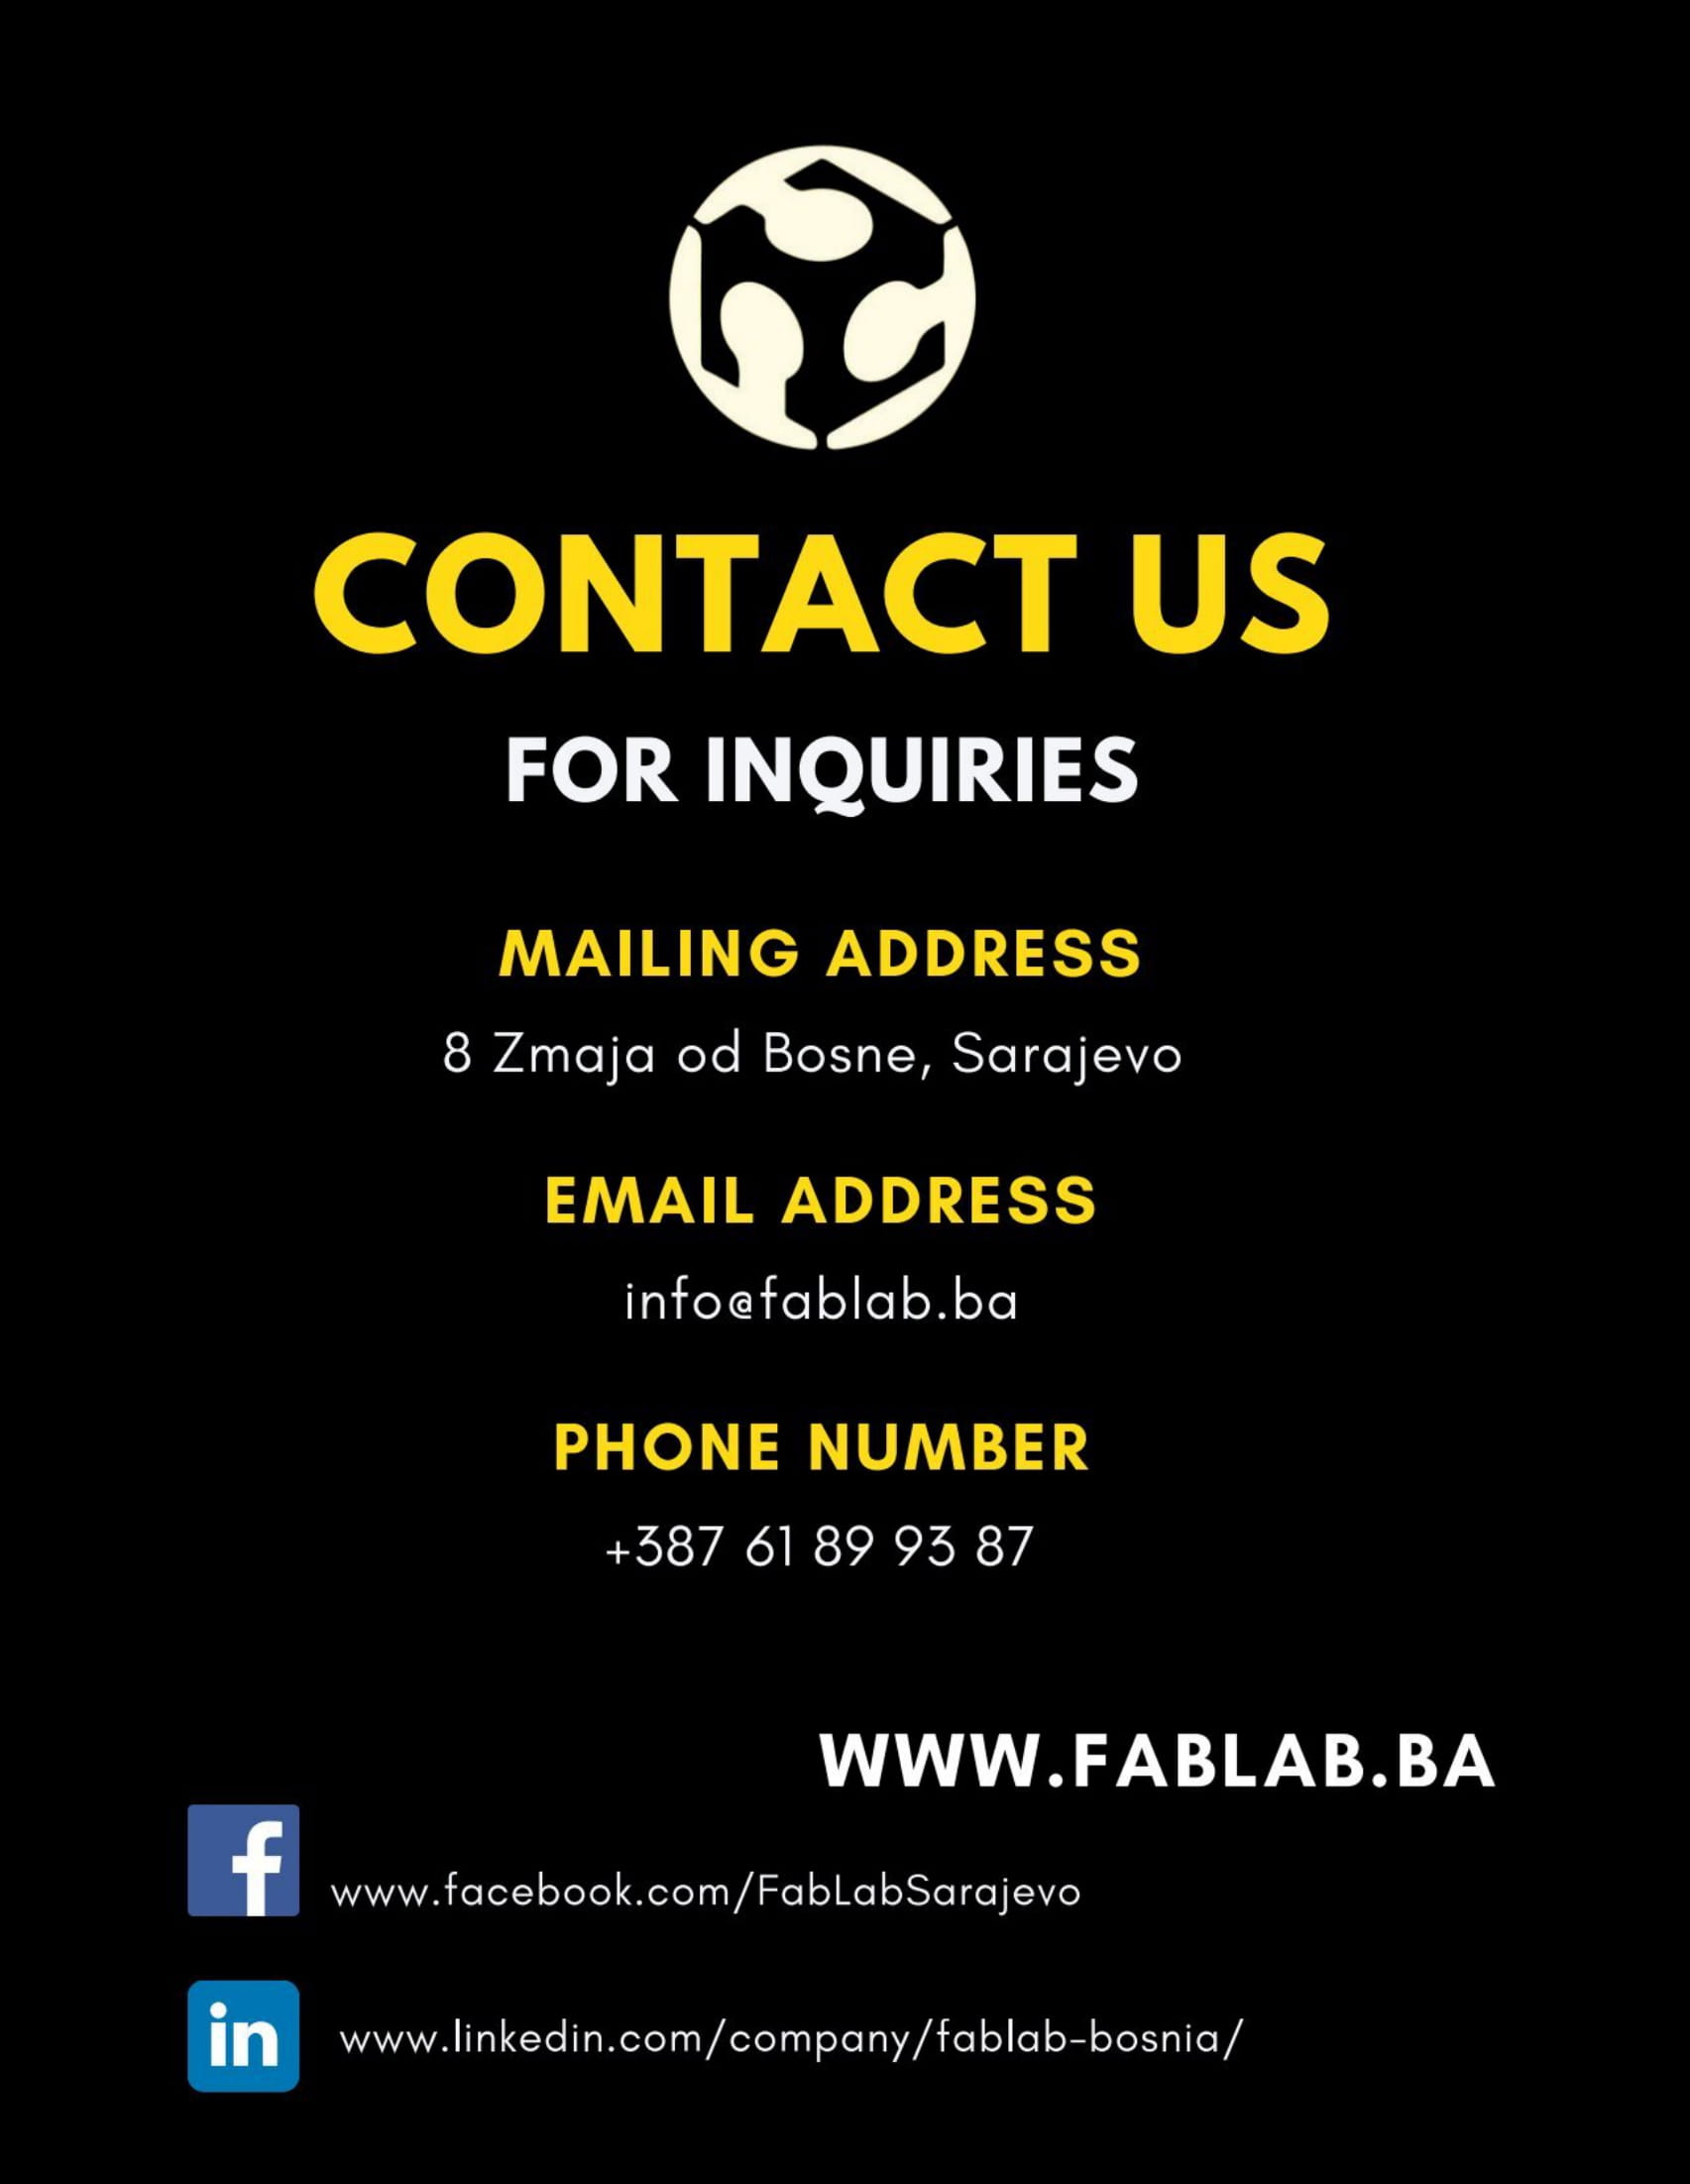 CONTACT US
FOR INQUIRIES
MAILING ADDRESS
8 Zmaja od Bosne, Sarajevo
EMAIL ADDRESS
info@fablab.ba
PHONE NUMBER
+387 61 89 93 87
WWW.FABLAB.BA
f
www.facebook.com/FabLabSarajevo
in
www.linkedin.com/company/fablab-bosnia/